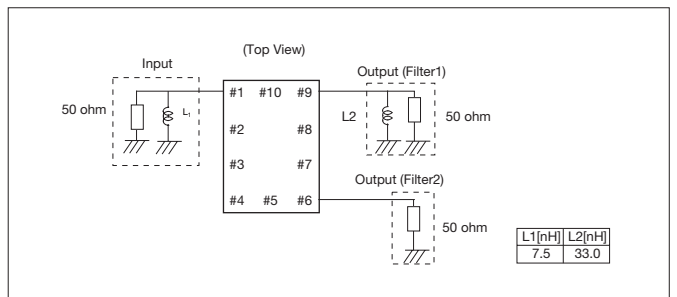 (Top View)
Input
Output (Filter1)
50 ohm
L1
#1 #10 #9
L2
50 ohm
#2 #8
#3 #7
Output (Filter2)
#4 #5 #6
50 ohm
L1[nH] L2[nH]
7.5 33.0